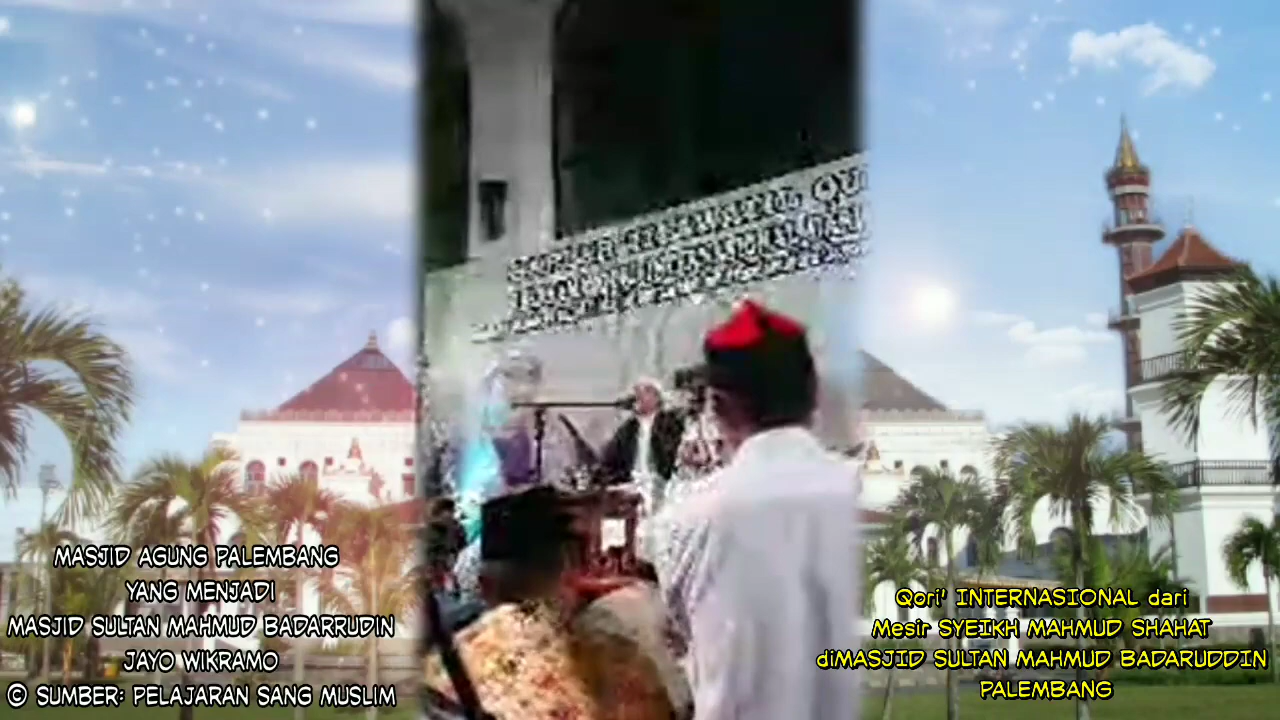 MASJID AGUNG PALEMBANG
YANG MENJADI
MASJID SULTAN MAHMUD BADARRUDIN
JAYO WIKRAMO
© SUMBER: PELAJARAN SANG MUSLIM
Qori' INTERNASIONAL dari
Mesir SYEIKH MAHMUD SHAHAT
diMASJID SULTAN MAHMUD BADARUDDIN
PALEMBANG